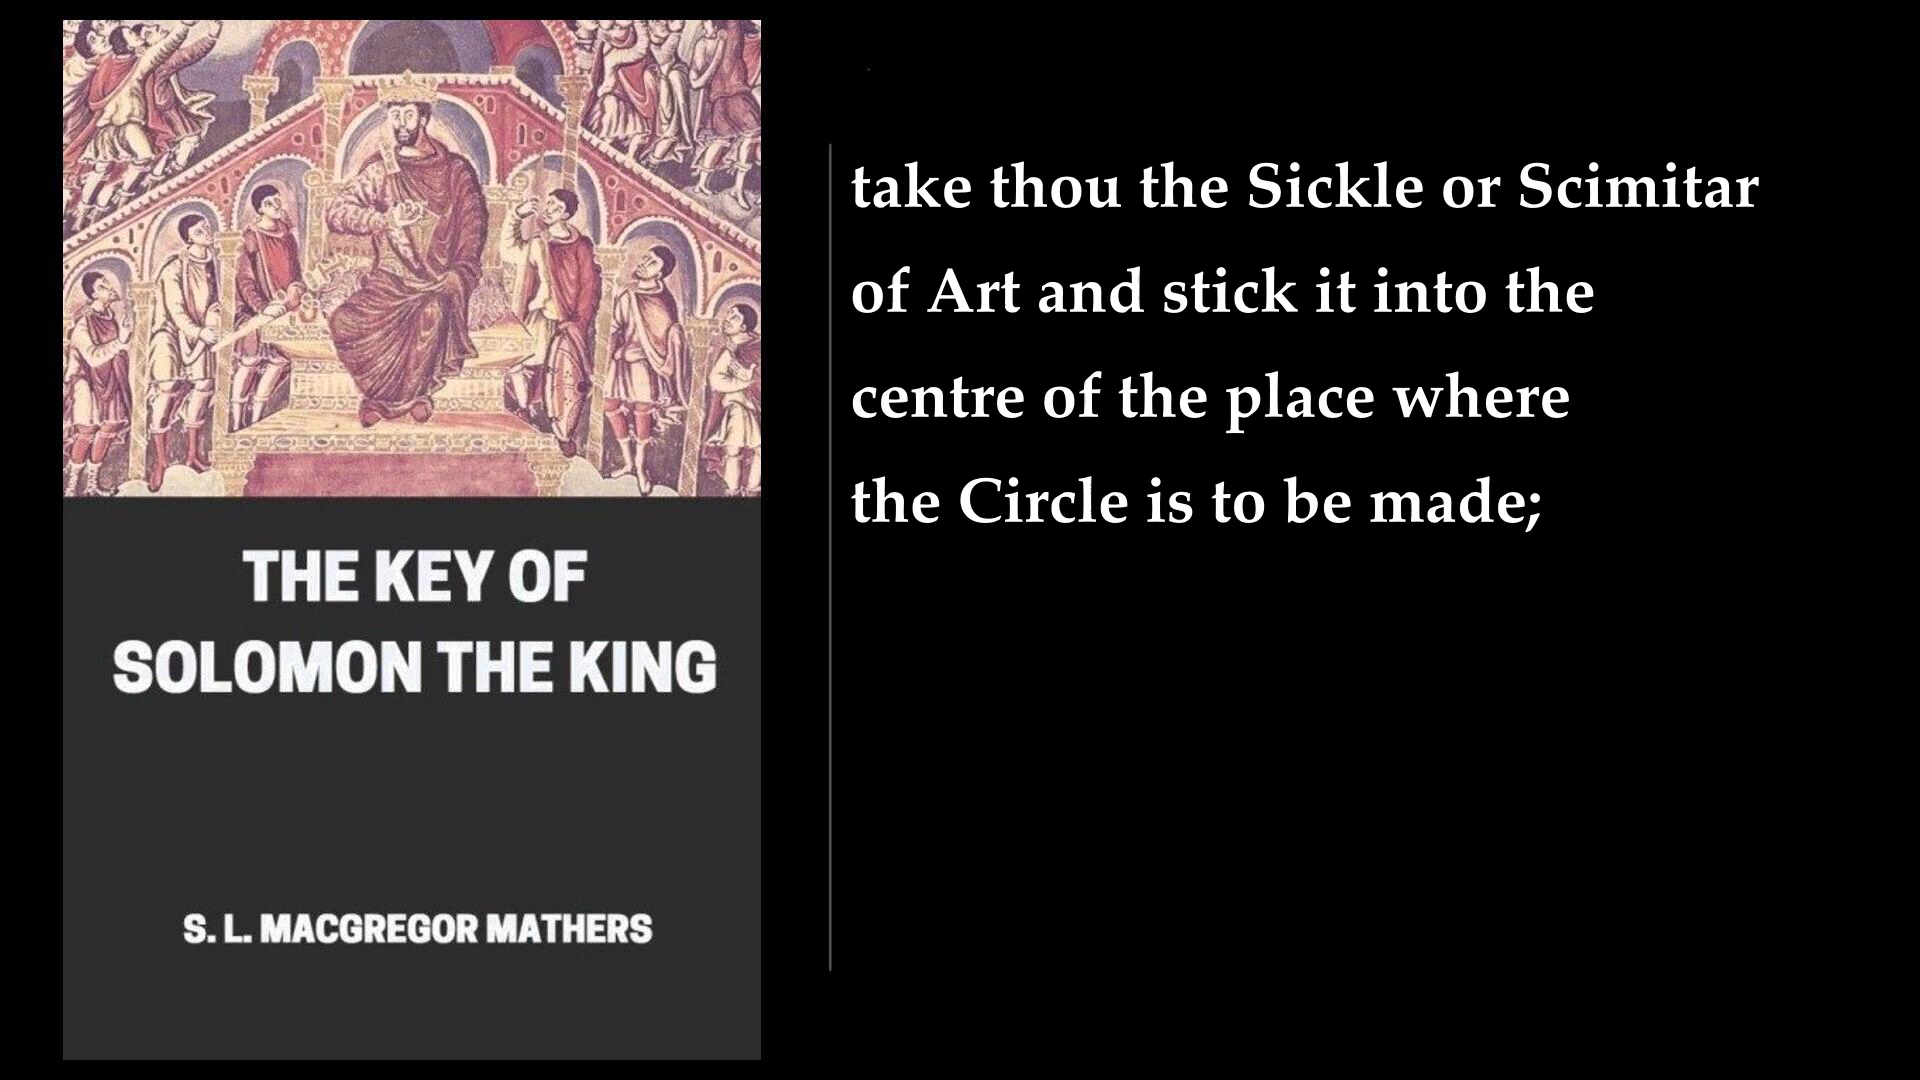 THE KEY OF
SOLOMON THE KING
S. L. MACGREGOR MATHERS
take thou the Sickle or Scimitar
of Art and stick it into the
centre of the place where
the Circle is to be made;